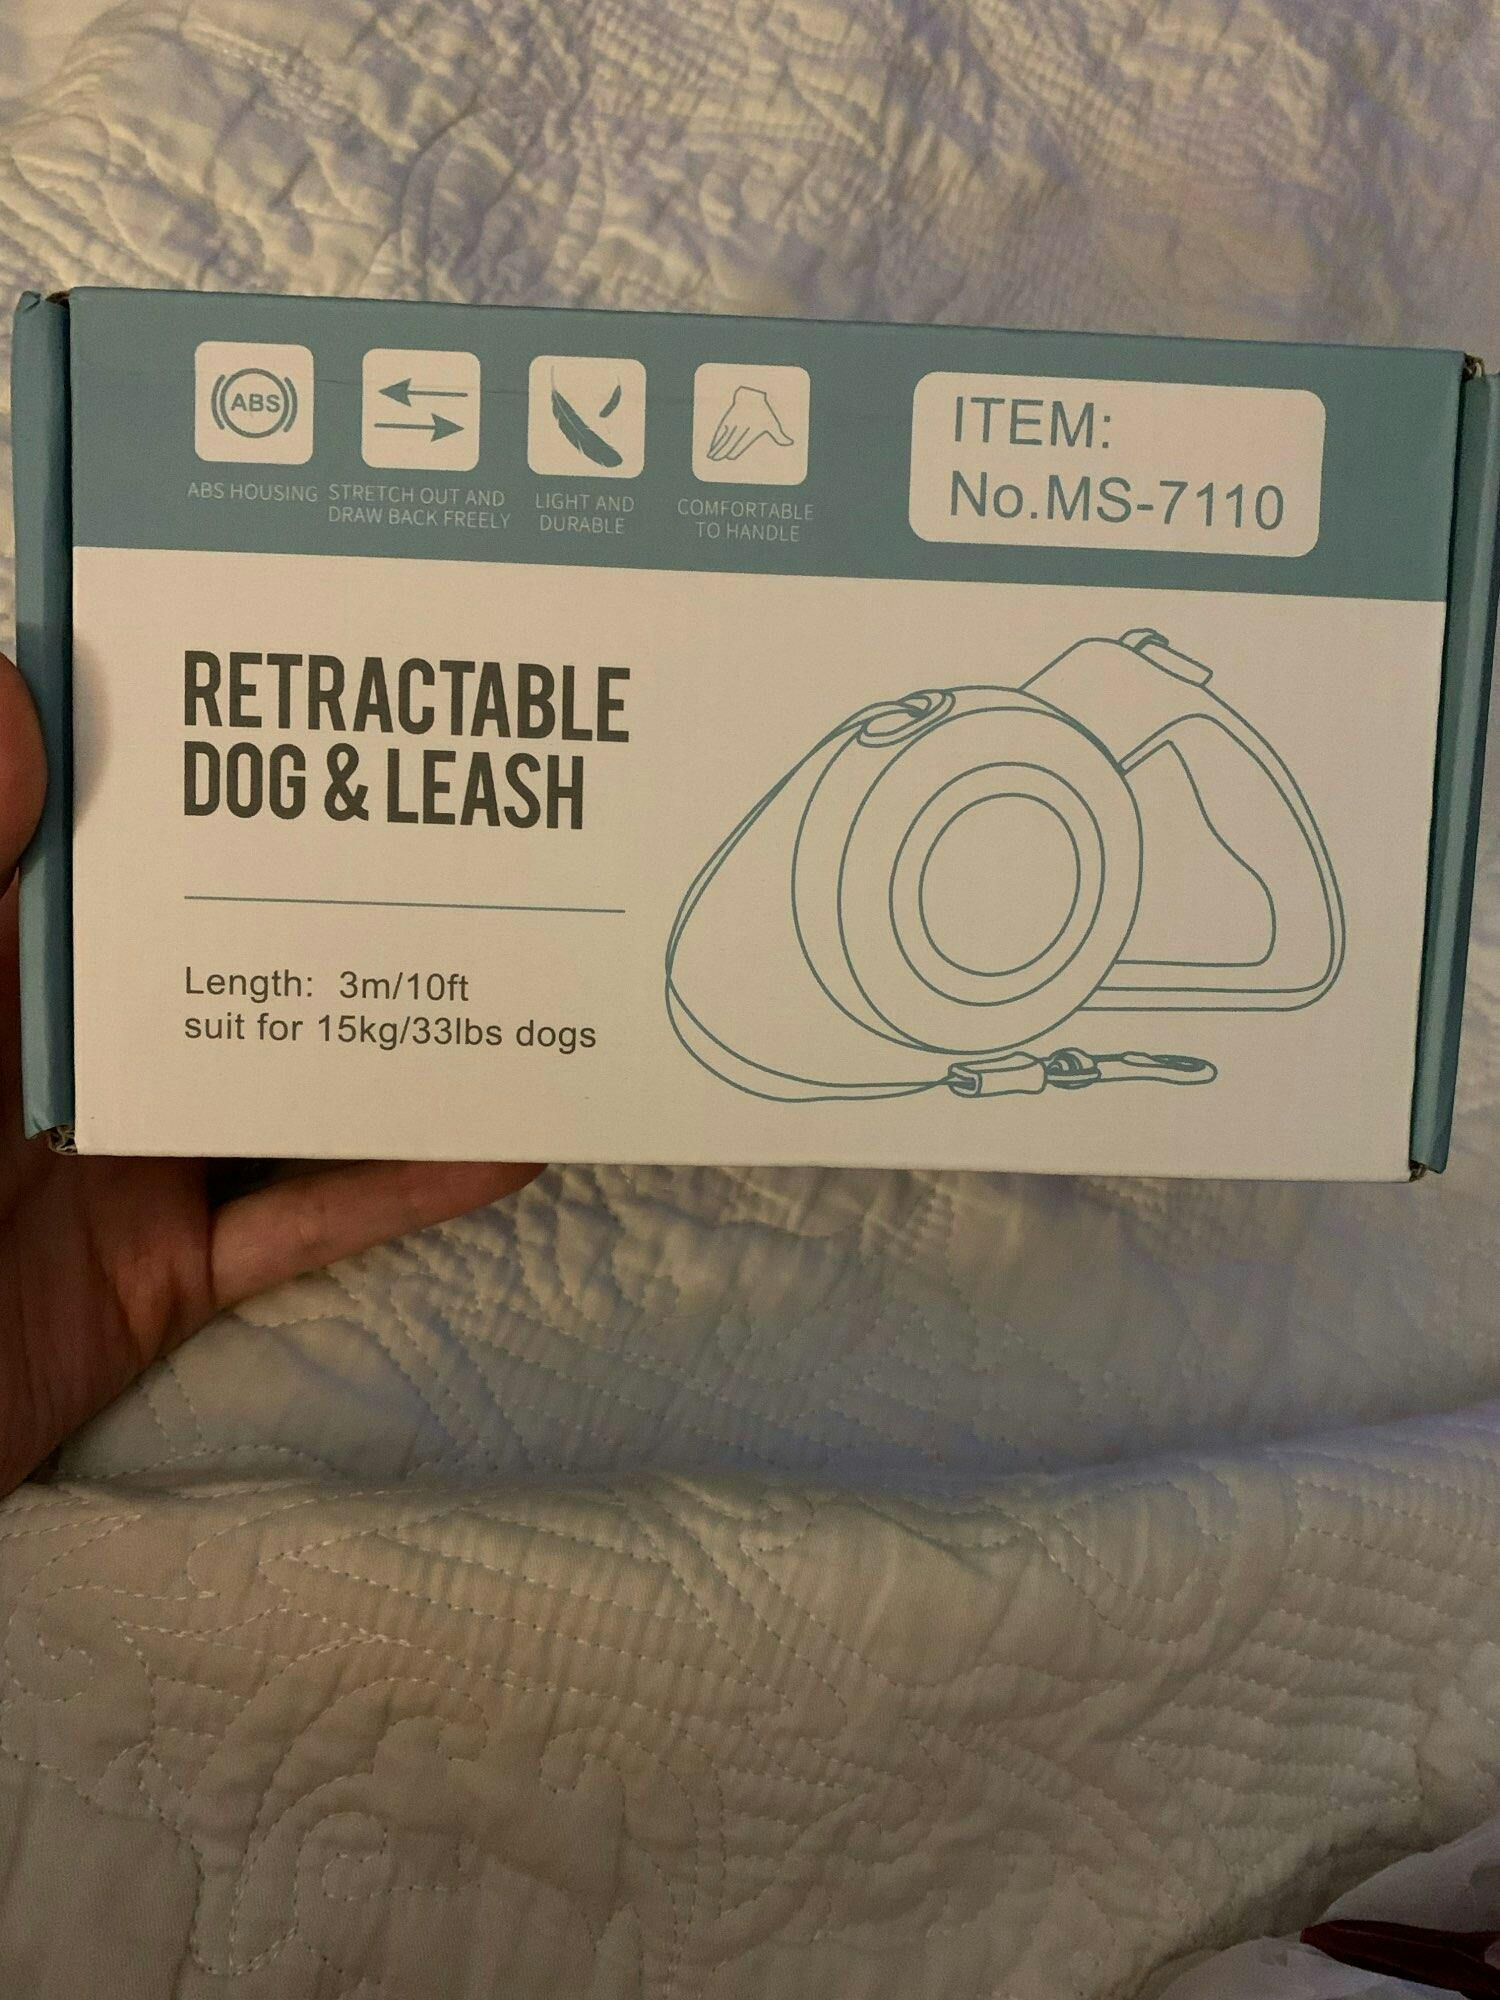 ABS
ABS HOUSING
STRETCH OUT AND
DRAW BACK FREELY
LIGHT AND
DURABLE
COMFORTABLE
TO HANDLE
ITEM:
No.MS-7110
RETRACTABLE
DOG & LEASH
Length: 3m/10ft
suit for 15kg/33lbs dogs